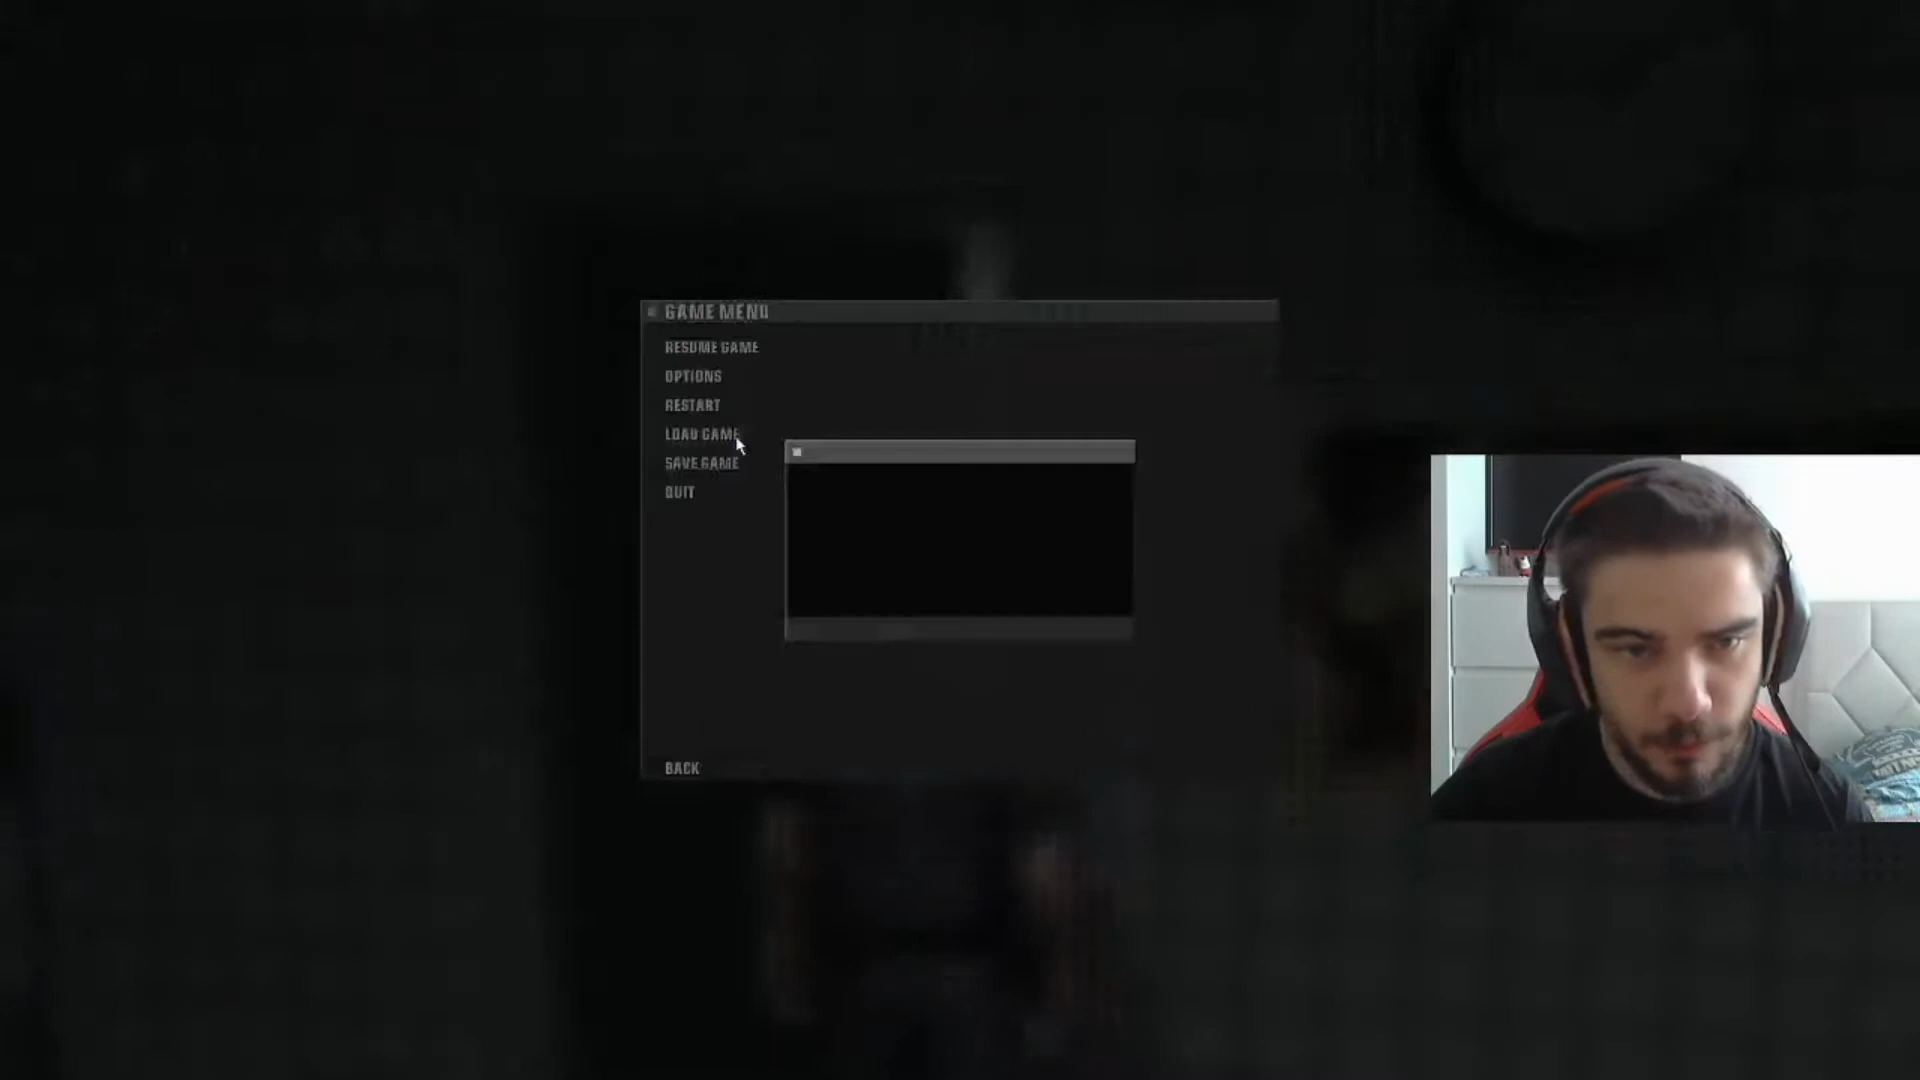 GAME MENU
RESUME GAME
OPTIONS
RESTART
LOAD GAME
SAVE GAME
QUIT
BACK